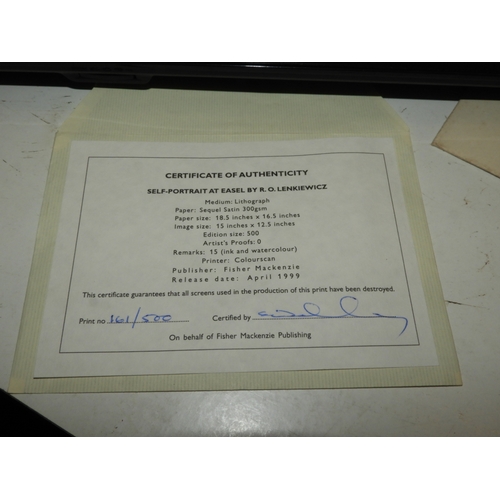 CERTIFICATE OF AUTHENTICITY
SELF-PORTRAIT AT EASEL BY R. O. LENKIEWICZ
Medium: Lithograph
Paper: Sequel Satin 300gsm
Paper size: 18.5 inches x 16.5 inches
Image size: 15 inches x 12.5 inches
Edition size: 500
Artist's Proofs: 0
Remarks: 15 (ink and watercolour)
Printer: Colourscan
Publisher: Fisher Mackenzie
Release date: April 1999
This certificate guarantees that all screens used in the production of this print have been destroyed.
Print no 161/500 Certified by
On behalf of Fisher Mackenzie Publishing